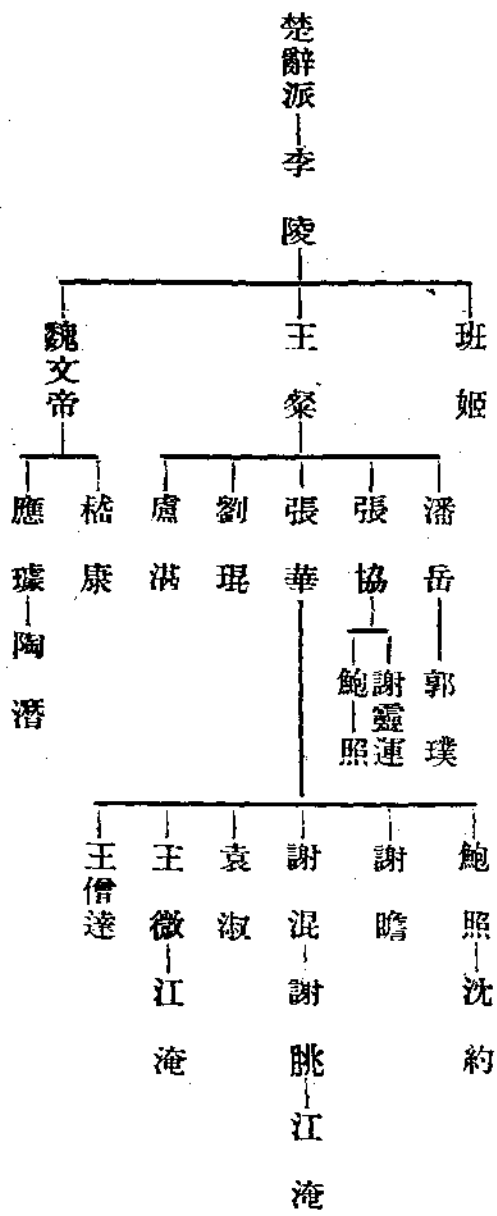 楚辭派
李陵
班姬
王粲
魏文帝
潘岳
郭璞
張協
謝靈運
鮑照
張華
劉琨
盧湛
嵇康
應璩
陶潛
鮑照
沈約
謝瞻
謝混
謝脁
江淹
袁淑
王微
江淹
王僧達